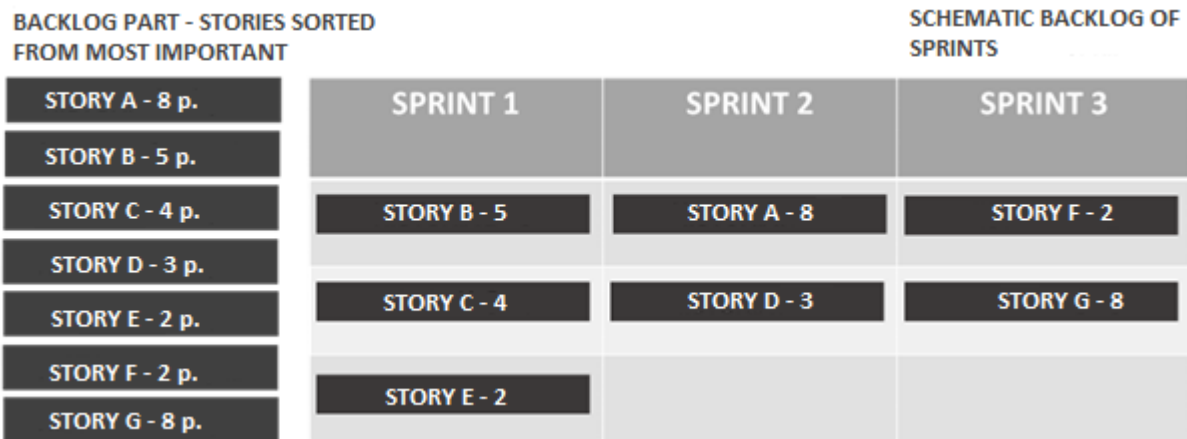 BACKLOG PART - STORIES SORTED
FROM MOST IMPORTANT
SCHEMATIC BACKLOG OF
SPRINTS
STORY A - 8 p.
STORY B - 5 p.
STORY C - 4 p.
STORY D - 3 p.
STORY E - 2 p.
STORY F - 2 p.
STORY G - 8 p.
SPRINT 1
SPRINT 2
SPRINT 3
STORY B - 5
STORY A - 8
STORY F - 2
STORY C - 4
STORY D - 3
STORY G - 8
STORY E - 2